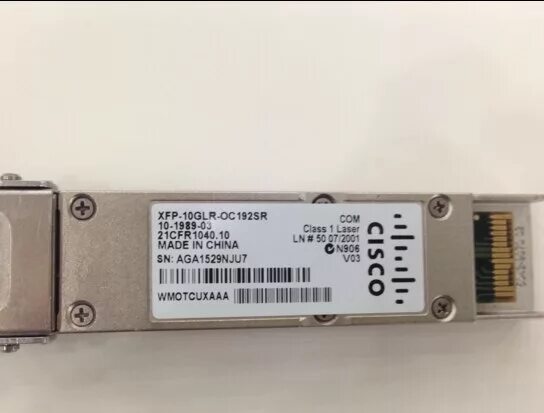 XFP-10GLR-OC192SR
10-1989-03
21CFR1040.10
MADE IN CHINA
SN: AGA1529NJU7
WMOTCUXAAA
COM
Class 1 Laser
LN # 50 07/2001
N906
V03
CISCO